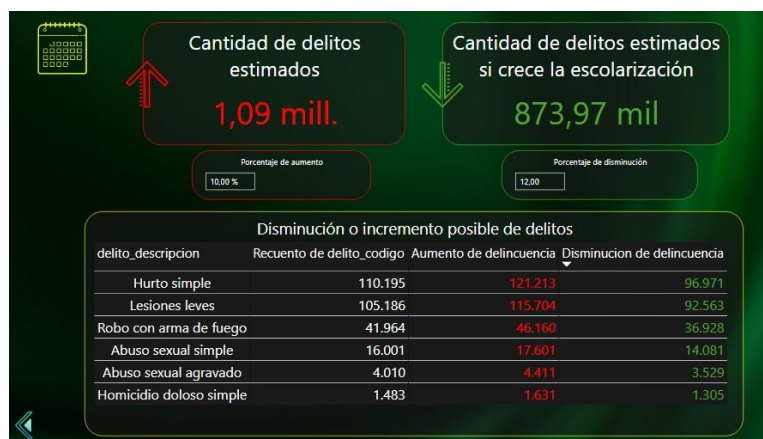 Cantidad de delitos
estimados
1,09 mill.
Cantidad de delitos estimados
si crece la escolarización
873,97 mil
Porcentaje de aumento
10,00 %
Porcentaje de disminución
12,00
Disminución o incremento posible de delitos
delito_descripcion Recuento de delito_codigo Aumento de delincuencia Disminucion de delincuencia
Hurto simple 110.195 121.213 96.971
Lesiones leves 105.186 115.704 92.563
Robo con arma de fuego 41.964 46.160 36.928
Abuso sexual simple 16.001 17.601 14.081
Abuso sexual agravado 4.010 4.411 3.529
Homicidio doloso simple 1.483 1.631 1.305